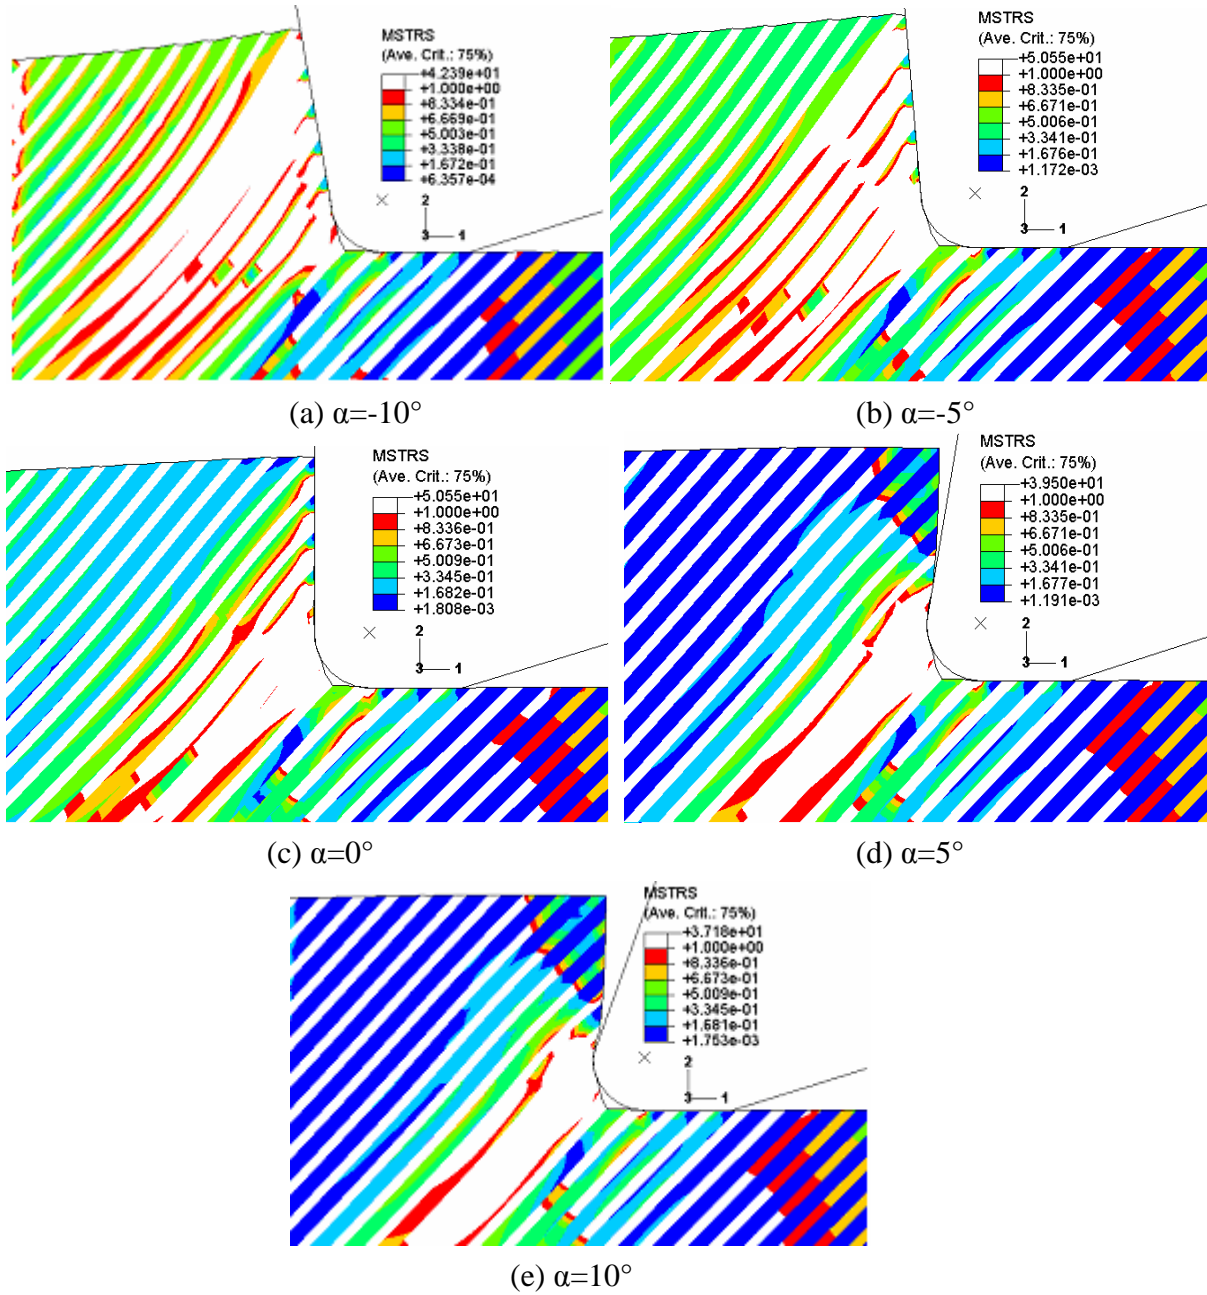 MSTRS
(Ave. Crit.: 75%)
+4.239e+01
+1.000e+00
+8.334e-01
+6.669e-01
+5.003e-01
+3.338e-01
+1.672e-01
+6.357e-04
2
3
1
(a) α=-10°
MSTRS
(Ave. Crit.: 75%)
+5.055e+01
+1.000e+00
+8.335e-01
+6.671e-01
+5.006e-01
+3.341e-01
+1.676e-01
+1.172e-03
2
3
1
(b) α=-5°
MSTRS
(Ave. Crit.: 75%)
+5.055e+01
+1.000e+00
+8.336e-01
+6.673e-01
+5.009e-01
+3.345e-01
+1.682e-01
+1.808e-03
2
3
1
(c) α=0°
MSTRS
(Ave. Crit.: 75%)
+3.950e+01
+1.000e+00
+8.335e-01
+6.671e-01
+5.006e-01
+3.341e-01
+1.677e-01
+1.191e-03
2
3
1
(d) α=5°
MSTRS
(Ave. Crit.: 75%)
+3.718e+01
+1.000e+00
+8.336e-01
+6.673e-01
+5.009e-01
+3.345e-01
+1.681e-01
+1.753e-03
2
3
1
(e) α=10°